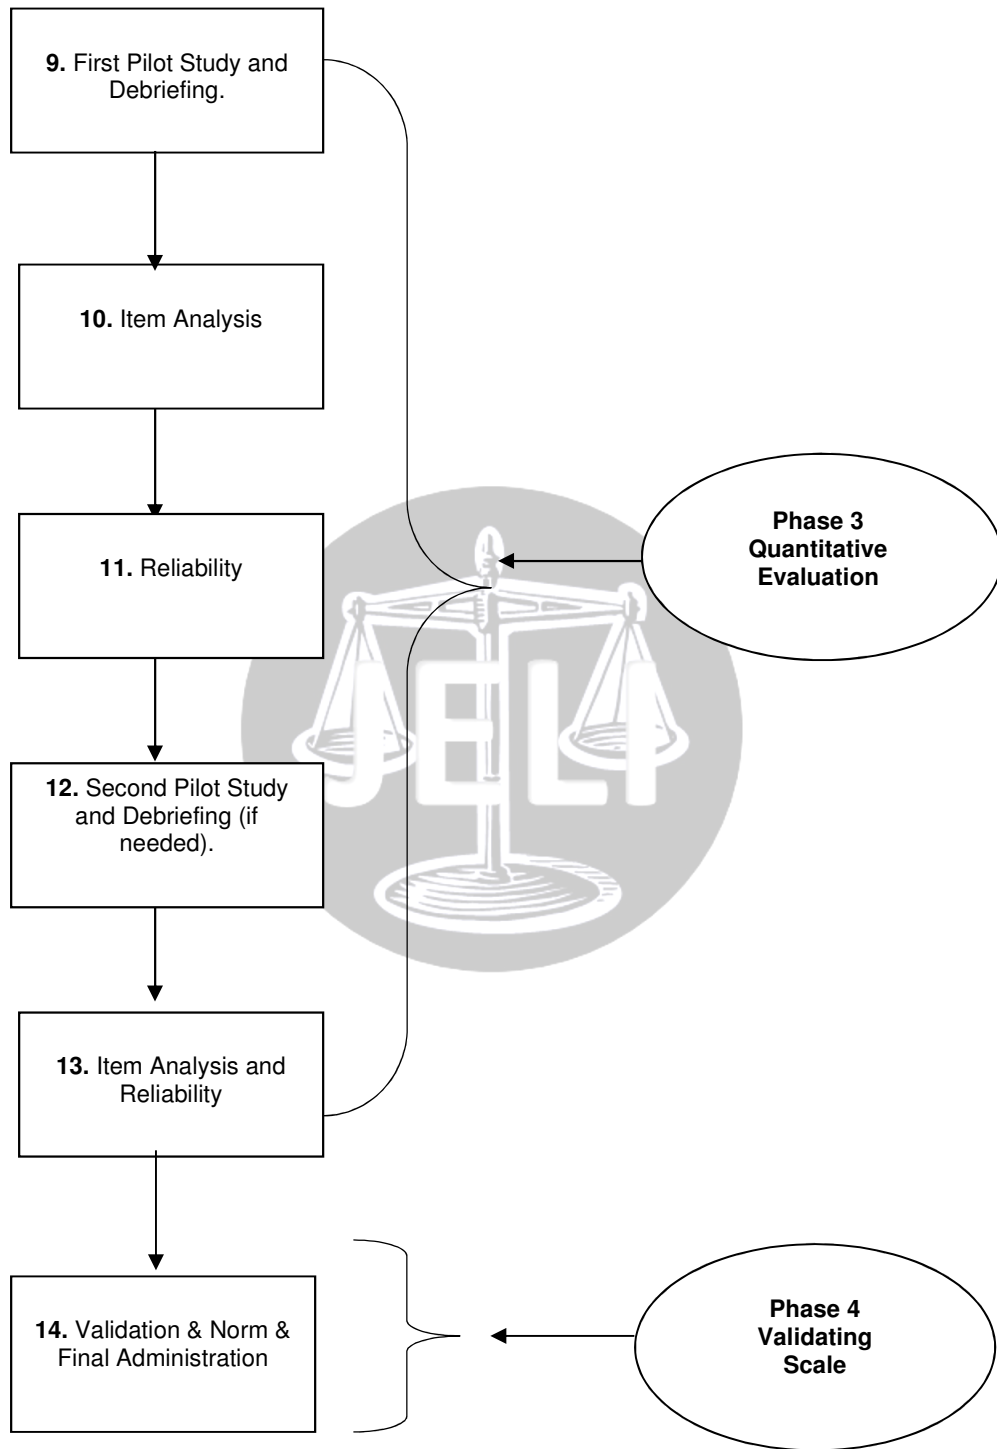 9. First Pilot Study and
Debriefing.
10. Item Analysis
Phase 3
Quantitative
Evaluation
11. Reliability
JELI
12. Second Pilot Study
and Debriefing (if
needed).
13. Item Analysis and
Reliability
14. Validation & Norm &
Final Administration
Phase 4
Validating
Scale